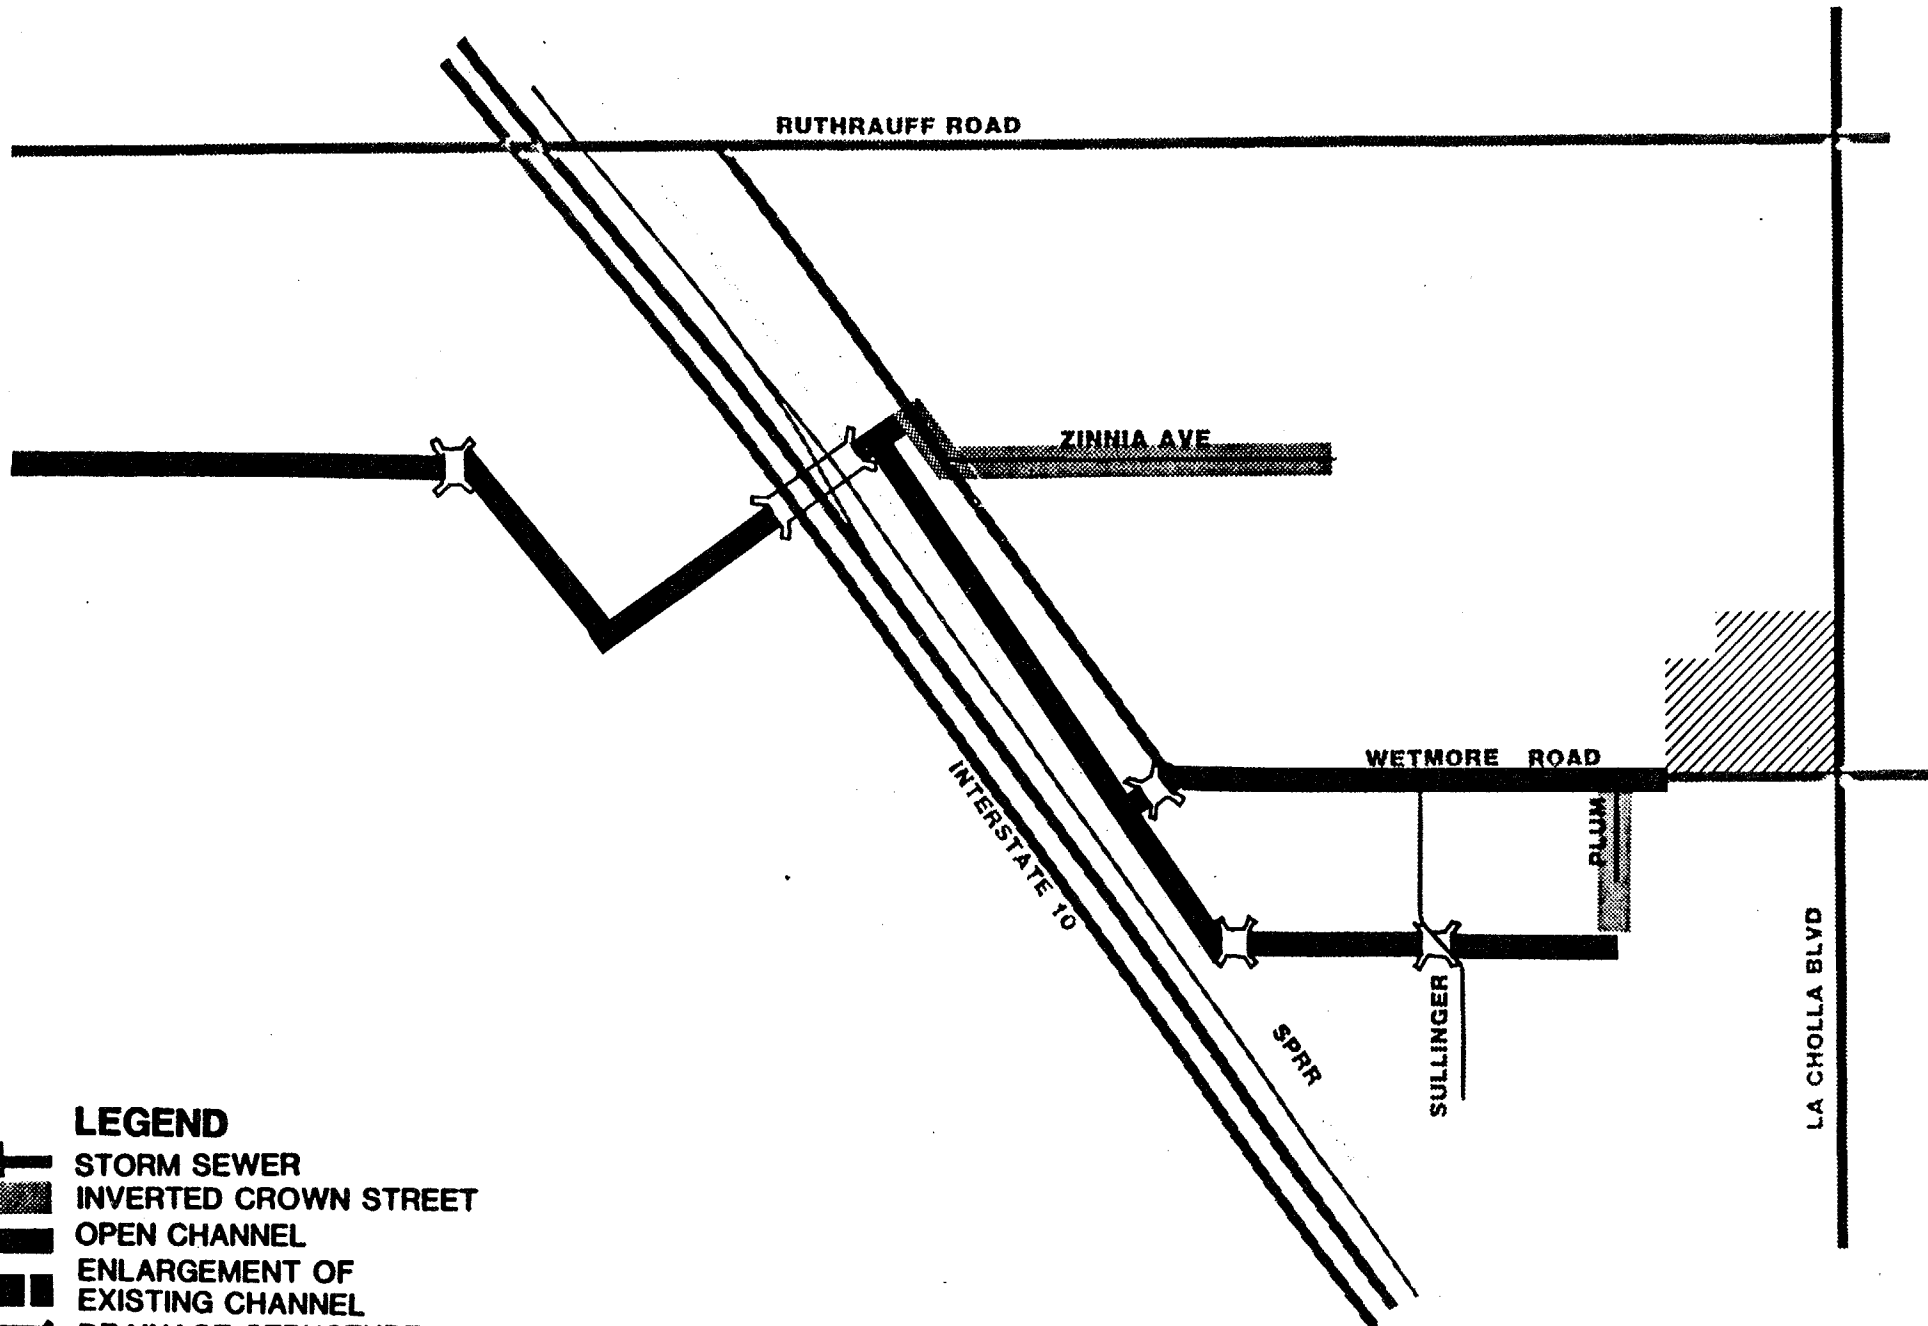 RUTHRAUFF ROAD
ZINNIA AVE
WETMORE ROAD
PLUM
INTERSTATE 10
SPRR
SULLINGER
LA CHOLLA BLVD
LEGEND
STORM SEWER
INVERTED CROWN STREET
OPEN CHANNEL
ENLARGEMENT OF
EXISTING CHANNEL